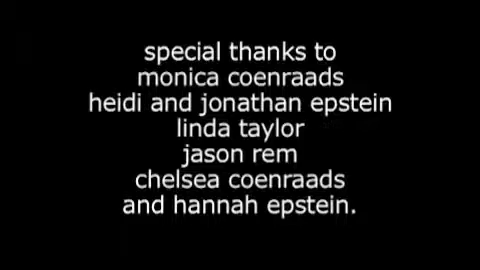 special thanks to
monica coenraads
heidi and jonathan epstein
linda taylor
jason rem
chelsea coenraads
and hannah epstein.